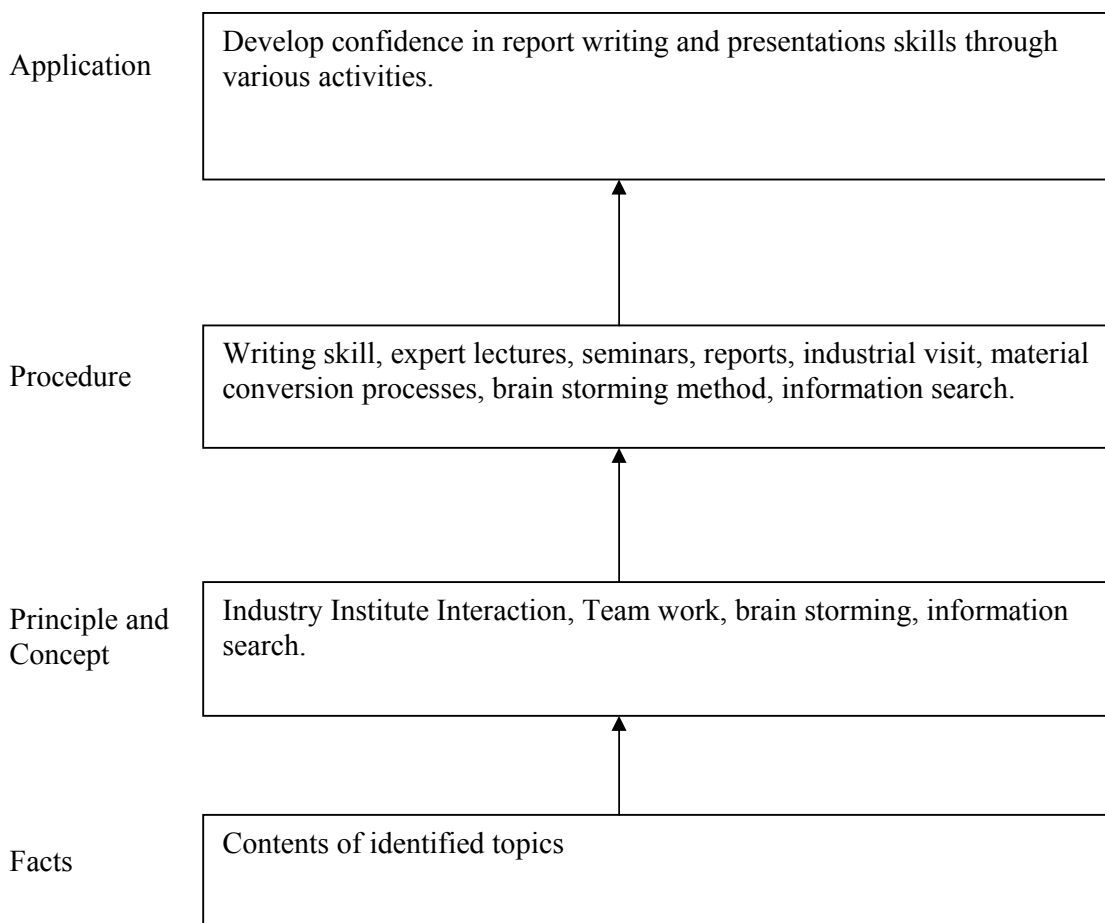 Application
Develop confidence in report writing and presentations skills through
various activities.
Procedure
Writing skill, expert lectures, seminars, reports, industrial visit, material
conversion processes, brain storming method, information search.
Principle and
Concept
Industry Institute Interaction, Team work, brain storming, information
search.
Facts
Contents of identified topics